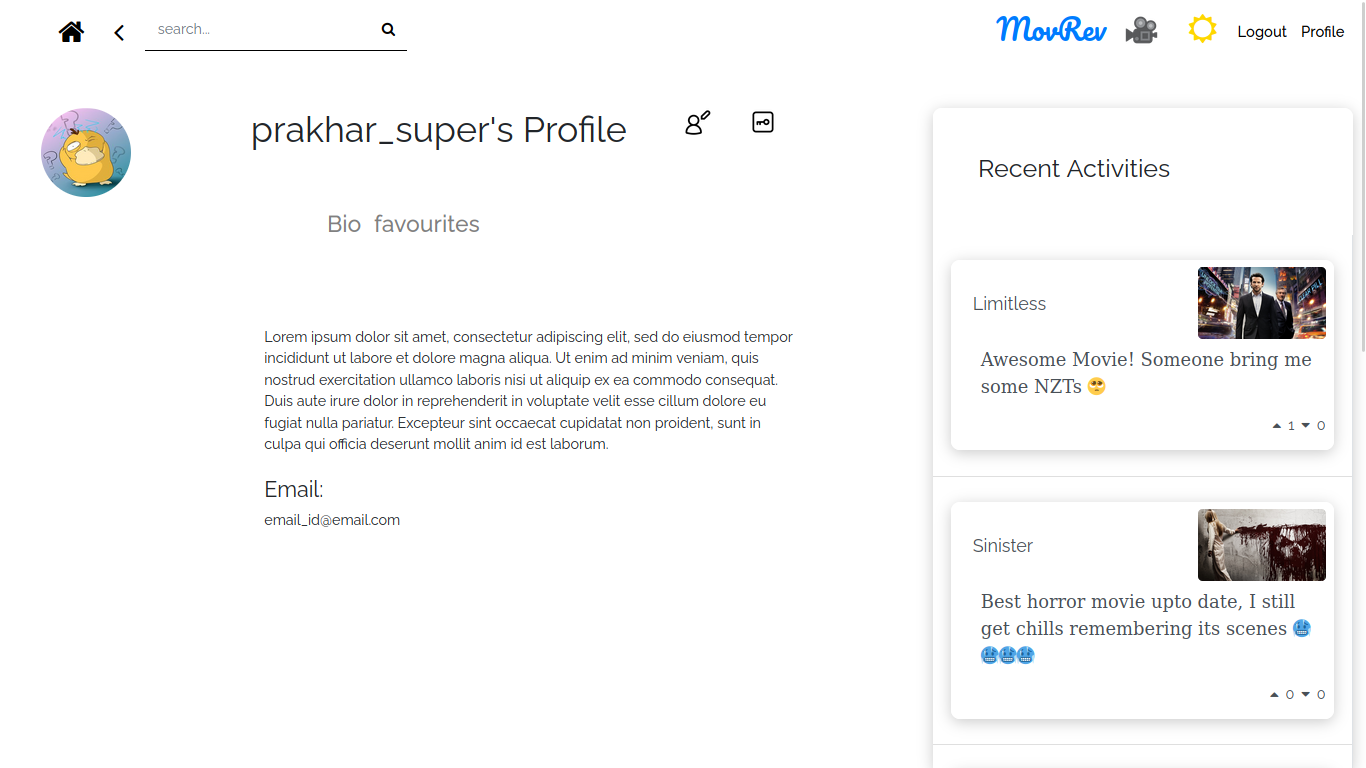 search...
MovRev
Logout Profile
prakhar_super's Profile
Bio favourites
Lorem ipsum dolor sit amet, consectetur adipiscing elit, sed do eiusmod tempor
incididunt ut labore et dolore magna aliqua. Ut enim ad minim veniam, quis
nostrud exercitation ullamco laboris nisi ut aliquip ex ea commodo consequat.
Duis aute irure dolor in reprehenderit in voluptate velit esse cillum dolore eu
fugiat nulla pariatur. Excepteur sint occaecat cupidatat non proident, sunt in
culpa qui officia deserunt mollit anim id est laborum.
Email:
email_id@email.com
Recent Activities
Limitless
Awesome Movie! Someone bring me
some NZTs 🥺
1 0
Sinister
Best horror movie upto date, I still
get chills remembering its scenes 🥶
🥶🥶🥶
0 0